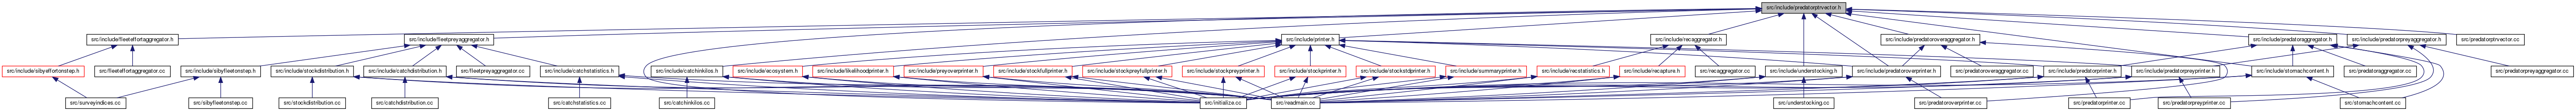 src/include/predatorptrvector.h
src/include/fleeteffortaggregator.h
src/include/fleetpreyaggregator.h
src/include/printer.h
src/include/recaggregator.h
src/include/predatoroveraggregator.h
src/include/predatoraggregator.h
src/include/predatorpreyaggregator.h
src/predatorptrvector.cc
src/include/sibyeffortonstep.h
src/fleeteffortaggregator.cc
src/include/sibyfleetonstep.h
src/include/stockdistribution.h
src/include/catchdistribution.h
src/fleetpreyaggregator.cc
src/include/catchstatistics.h
src/include/catchinkilos.h
src/include/ecosystem.h
src/include/likelihoodprinter.h
src/include/preyoverprinter.h
src/include/stockfullprinter.h
src/include/stockpreyfullprinter.h
src/include/stockpreyprinter.h
src/include/stockprinter.h
src/include/stockstdprinter.h
src/include/summaryprinter.h
src/include/recstatistics.h
src/include/recapture.h
src/recaggregator.cc
src/include/understocking.h
src/include/predatoroverprinter.h
src/predatoroveraggregator.cc
src/include/predatorprinter.h
src/include/predatorpreyprinter.h
src/include/stomachcontent.h
src/predatoraggregator.cc
src/predatorpreyaggregator.cc
src/surveyindices.cc
src/sibyfleetonstep.cc
src/stockdistribution.cc
src/catchdistribution.cc
src/catchstatistics.cc
src/catchinkilos.cc
src/initialize.cc
src/readmain.cc
src/understocking.cc
src/predatoroverprinter.cc
src/predatorprinter.cc
src/predatorpreyprinter.cc
src/stomachcontent.cc